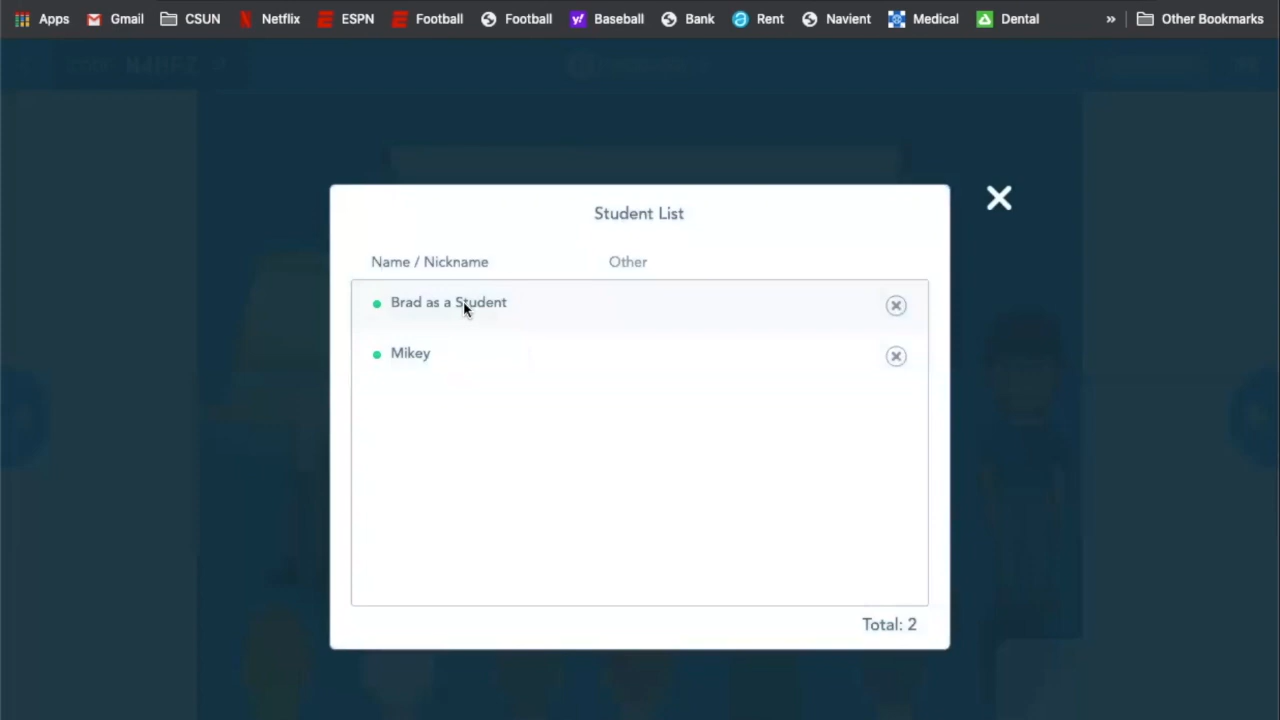 Apps Gmail CSUN Netflix ESPN Football Football Baseball Bank Rent Navient Medical Dental » Other Bookmarks
Student List
Name / Nickname Other
Brad as a Student
Mikey
Total: 2